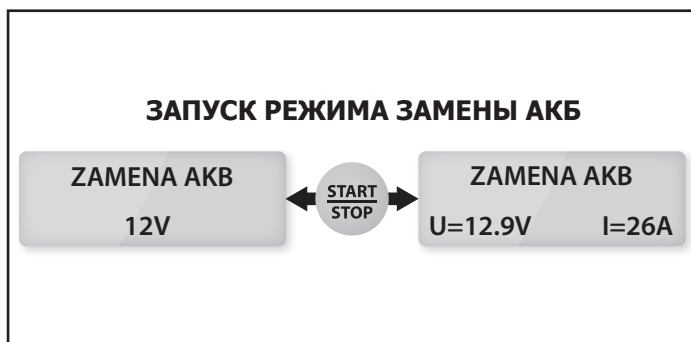 ЗАПУСК РЕЖИМА ЗАМЕНЫ АКБ
ZAMENA AKB
12V
START
STOP
ZAMENA AKB
U=12.9V I=26A